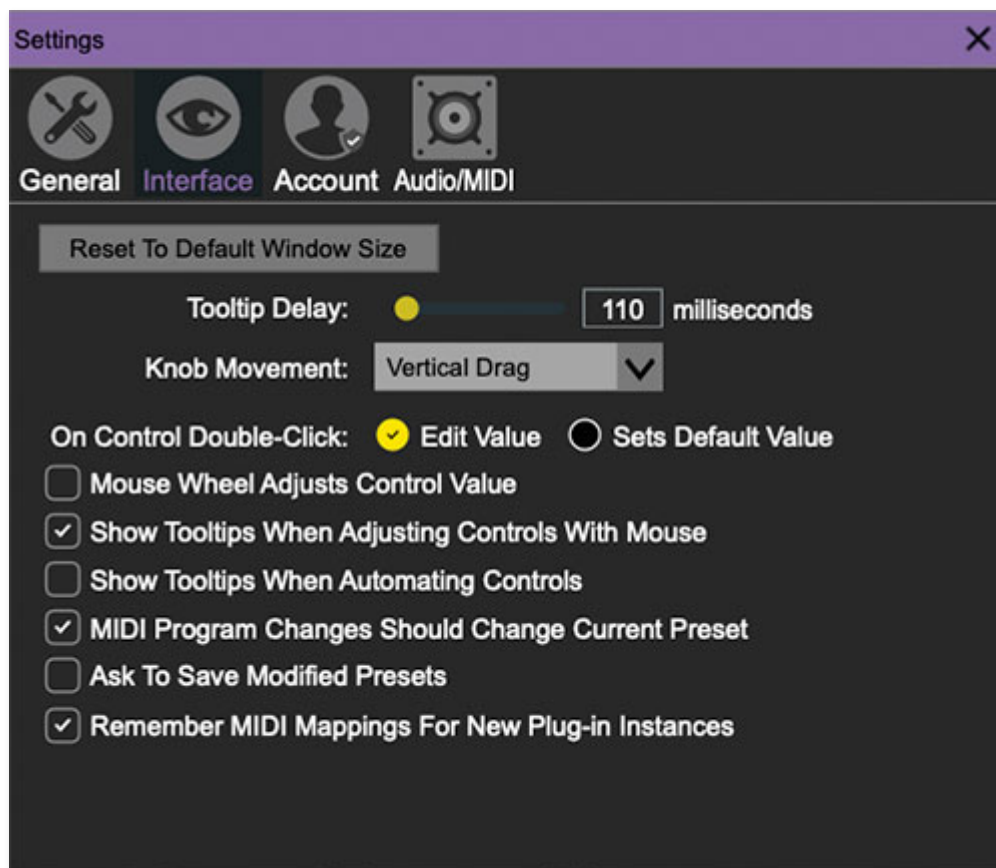 Settings
General Interface Account Audio/MIDI
Reset To Default Window Size
Tooltip Delay: 110 milliseconds
Knob Movement: Vertical Drag
On Control Double-Click: Edit Value Sets Default Value
Mouse Wheel Adjusts Control Value
Show Tooltips When Adjusting Controls With Mouse
Show Tooltips When Automating Controls
MIDI Program Changes Should Change Current Preset
Ask To Save Modified Presets
Remember MIDI Mappings For New Plug-in Instances